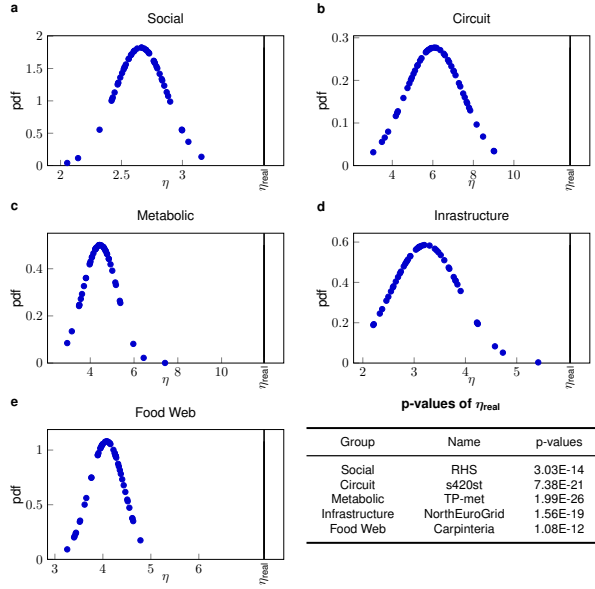 a
Social
pdf
2
1.5
1
0.5
0
2
2.5
3
η
ηreal
b
Circuit
pdf
0.3
0.2
0.1
0
4
6
8
10
η
ηreal
c
Metabolic
pdf
0.4
0.2
0
4
6
8
10
η
ηreal
d
Inrastructure
pdf
0.6
0.4
0.2
0
2
3
4
5
η
ηreal
e
Food Web
pdf
1
0.5
0
3
4
5
6
η
ηreal
p-values of ηreal
Group Name p-values
Social RHS 3.03E-14
Circuit s420st 7.38E-21
Metabolic TP-met 1.99E-26
Infrastructure NorthEuroGrid 1.56E-19
Food Web Carpinteria 1.08E-12